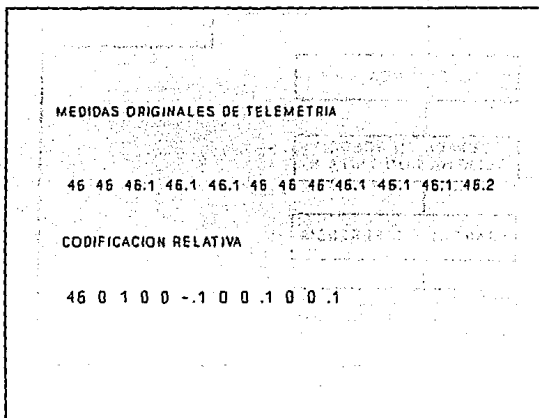 MEDIDAS ORIGINALES DE TELEMETRIA
46 46 46.1 46.1 46.1 46 46 46 46.1 46.1 46.1 46.2
CODIFICACION RELATIVA
46 0 1 0 0 -.1 0 0 .1 0 0 .1